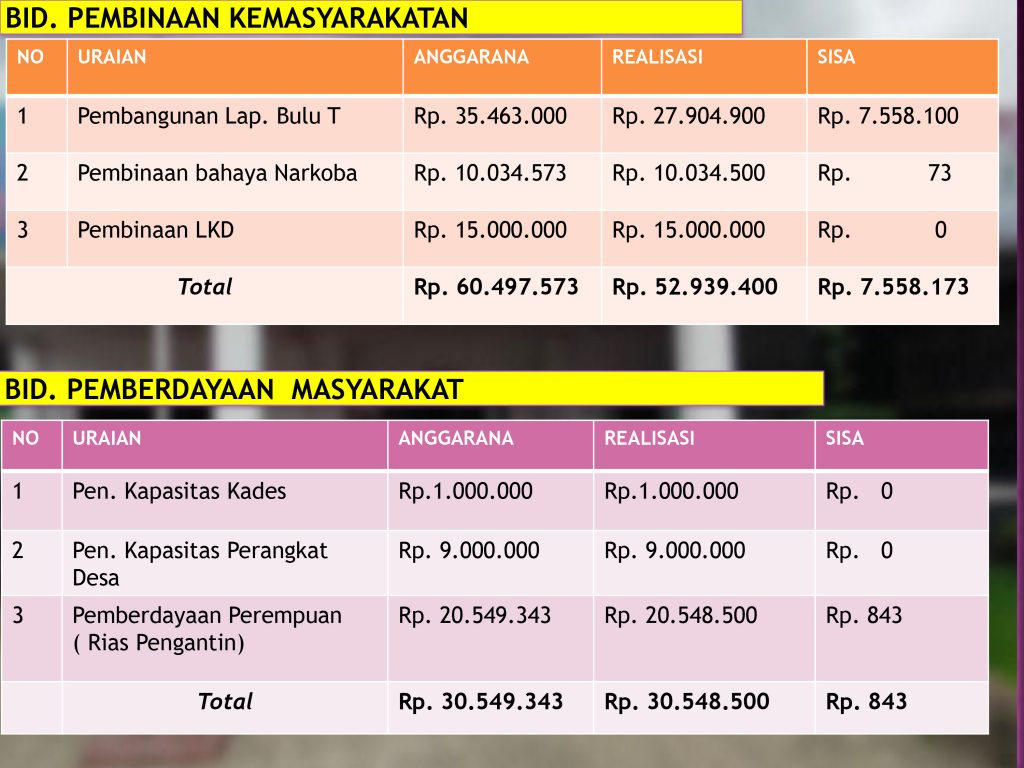 BID. PEMBINAAN KEMASYARAKATAN
NO URAIAN ANGGARANA REALISASI SISA
1 Pembangunan Lap. Bulu T Rp. 35.463.000 Rp. 27.904.900 Rp. 7.558.100
2 Pembinaan bahaya Narkoba Rp. 10.034.573 Rp. 10.034.500 Rp. 73
3 Pembinaan LKD Rp. 15.000.000 Rp. 15.000.000 Rp. 0
Total Rp. 60.497.573 Rp. 52.939.400 Rp. 7.558.173
BID. PEMBERDAYAAN MASYARAKAT
NO URAIAN ANGGARANA REALISASI SISA
1 Pen. Kapasitas Kades Rp.1.000.000 Rp.1.000.000 Rp. 0
2 Pen. Kapasitas Perangkat Rp. 9.000.000 Rp. 9.000.000 Rp. 0
Desa
3 Pemberdayaan Perempuan Rp. 20.549.343 Rp. 20.548.500 Rp. 843
( Rias Pengantin)
Total Rp. 30.549.343 Rp. 30.548.500 Rp. 843